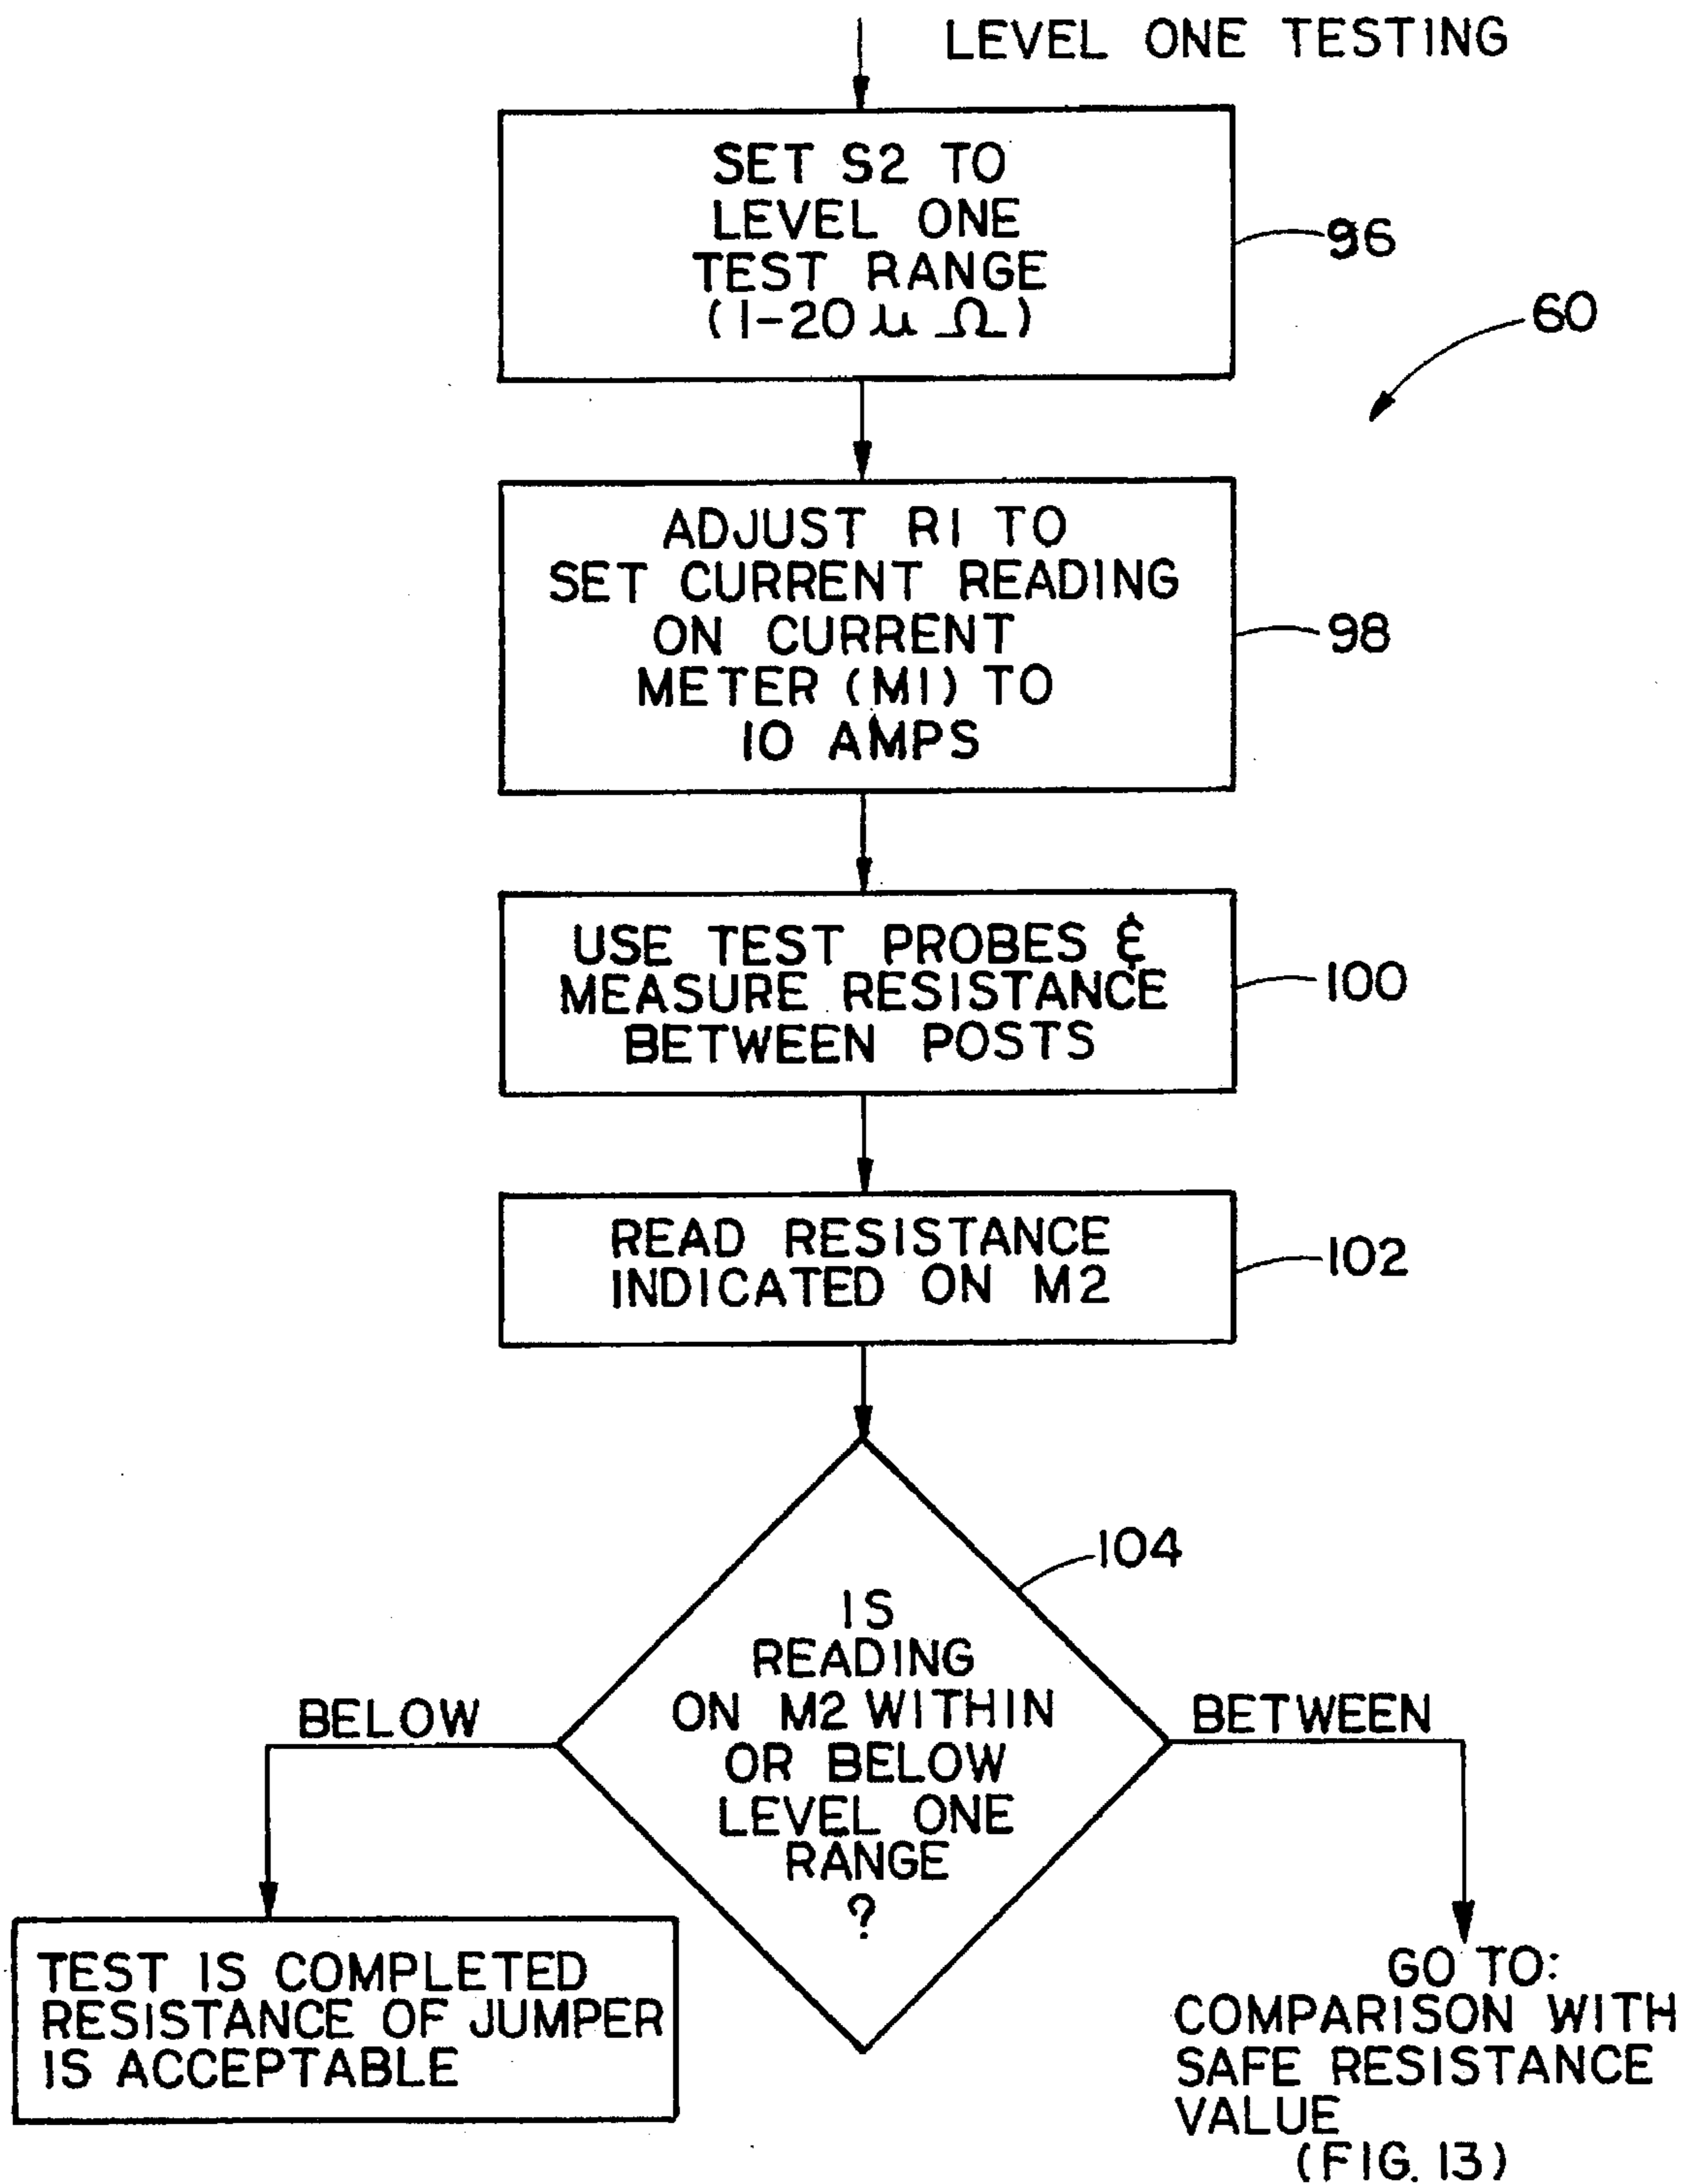 LEVEL ONE TESTING
SET S2 TO
LEVEL ONE
TEST RANGE
(1-20 µ Ω)
96
60
ADJUST R1 TO
SET CURRENT READING
ON CURRENT
METER (M1) TO
10 AMPS
98
USE TEST PROBES &
MEASURE RESISTANCE
BETWEEN POSTS
100
READ RESISTANCE
INDICATED ON M2
102
104
IS
READING
ON M2 WITHIN
OR BELOW
LEVEL ONE
RANGE
?
BELOW
BETWEEN
TEST IS COMPLETED
RESISTANCE OF JUMPER
IS ACCEPTABLE
GO TO:
COMPARISON WITH
SAFE RESISTANCE
VALUE
(FIG. 13)